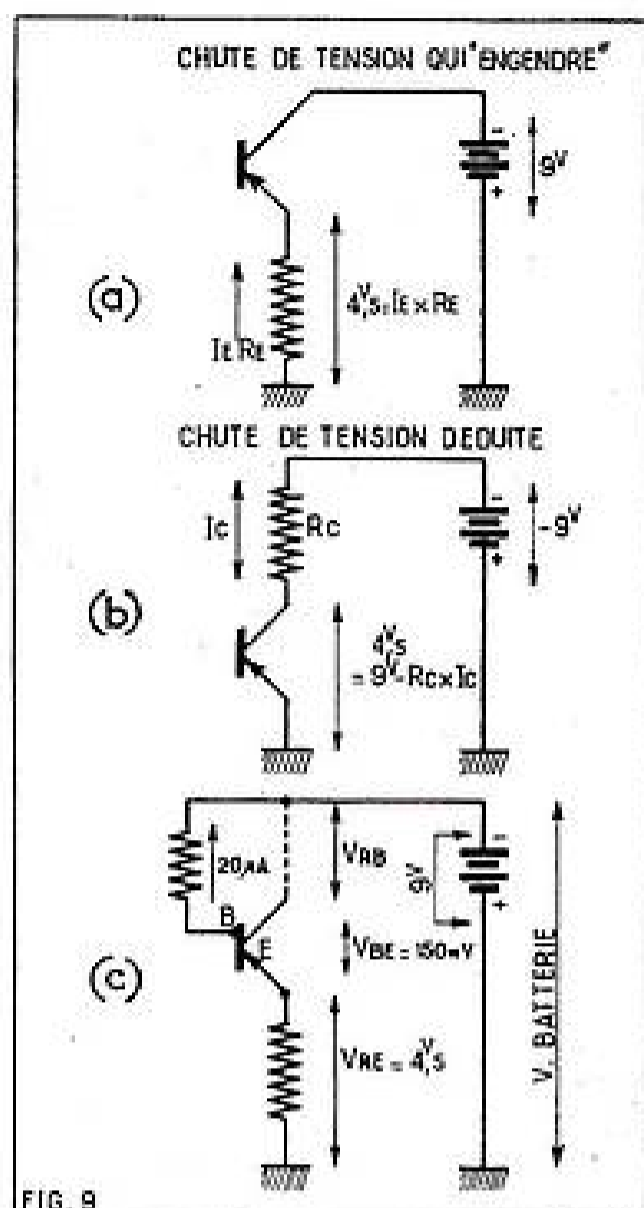 CHUTE DE TENSION QUI "ENGENDRE"
-
9V
+
(a)
4V,5=IE×RE
IE RE
CHUTE DE TENSION DEDUITE
IC
RC
-
-9V
+
(b)
4V,5
= 9V-RC×IC
20µA
VRB
-
9V
+
B
E
VBE = 150mV
(c)
VRE = 4V,5
V. BATTERIE
FIG. 9